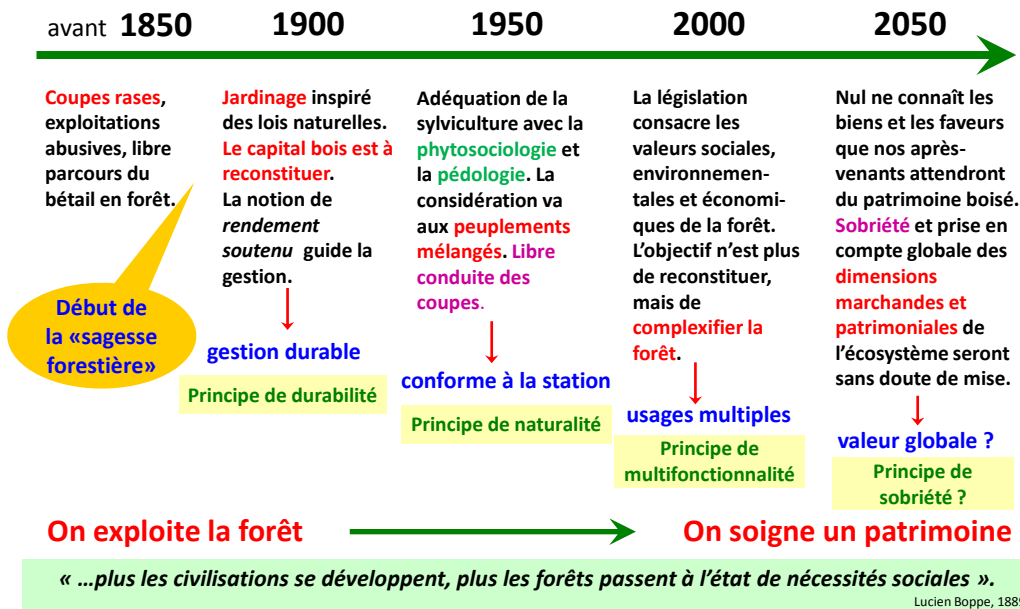 avant 1850
1900
1950
2000
2050
Coupes rases,
exploitations
abusives, libre
parcours du
bétail en forêt.
Début de
la «sagesse
forestière»
Jardinage inspiré
des lois naturelles.
Le capital bois est à
reconstituer.
La notion de
rendement
soutenu guide la
gestion.
gestion durable
Principe de durabilité
Adéquation de la
sylviculture avec la
phytosociologie et
la pédologie. La
considération va
aux peuplements
mélangés. Libre
conduite des
coupes.
conforme à la station
Principe de naturalité
La législation
consacre les
valeurs sociales,
environnemen-
tales et économi-
ques de la forêt.
L'objectif n'est plus
de reconstituer,
mais de
complexifier la
forêt.
usages multiples
Principe de
multifonctionnalité
Nul ne connaît les
biens et les faveurs
que nos après-
venants attendront
du patrimoine boisé.
Sobriété et prise en
compte globale des
dimensions
marchandes et
patrimoniales de
l'écosystème seront
sans doute de mise.
valeur globale ?
Principe de
sobriété ?
On exploite la forêt
On soigne un patrimoine
« …plus les civilisations se développent, plus les forêts passent à l'état de nécessités sociales ».
Lucien Boppe,